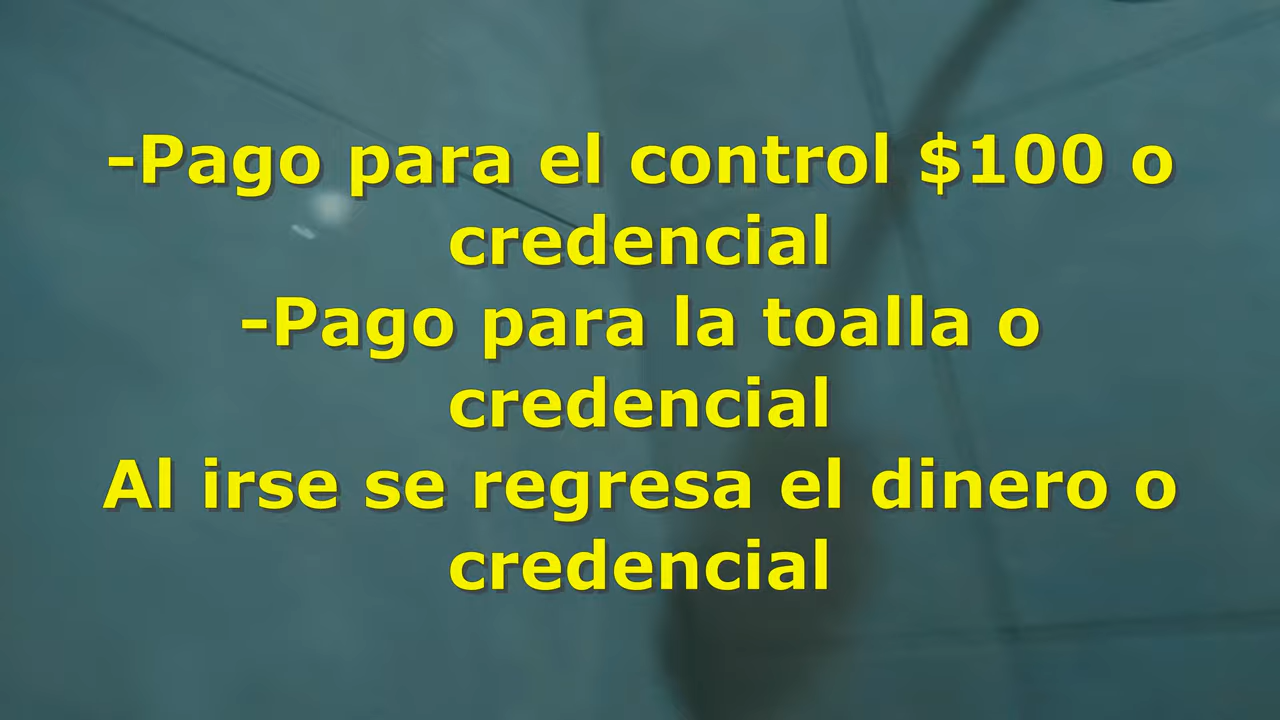 -Pago para el control $100 o
credencial
-Pago para la toalla o
credencial
Al irse se regresa el dinero o
credencial